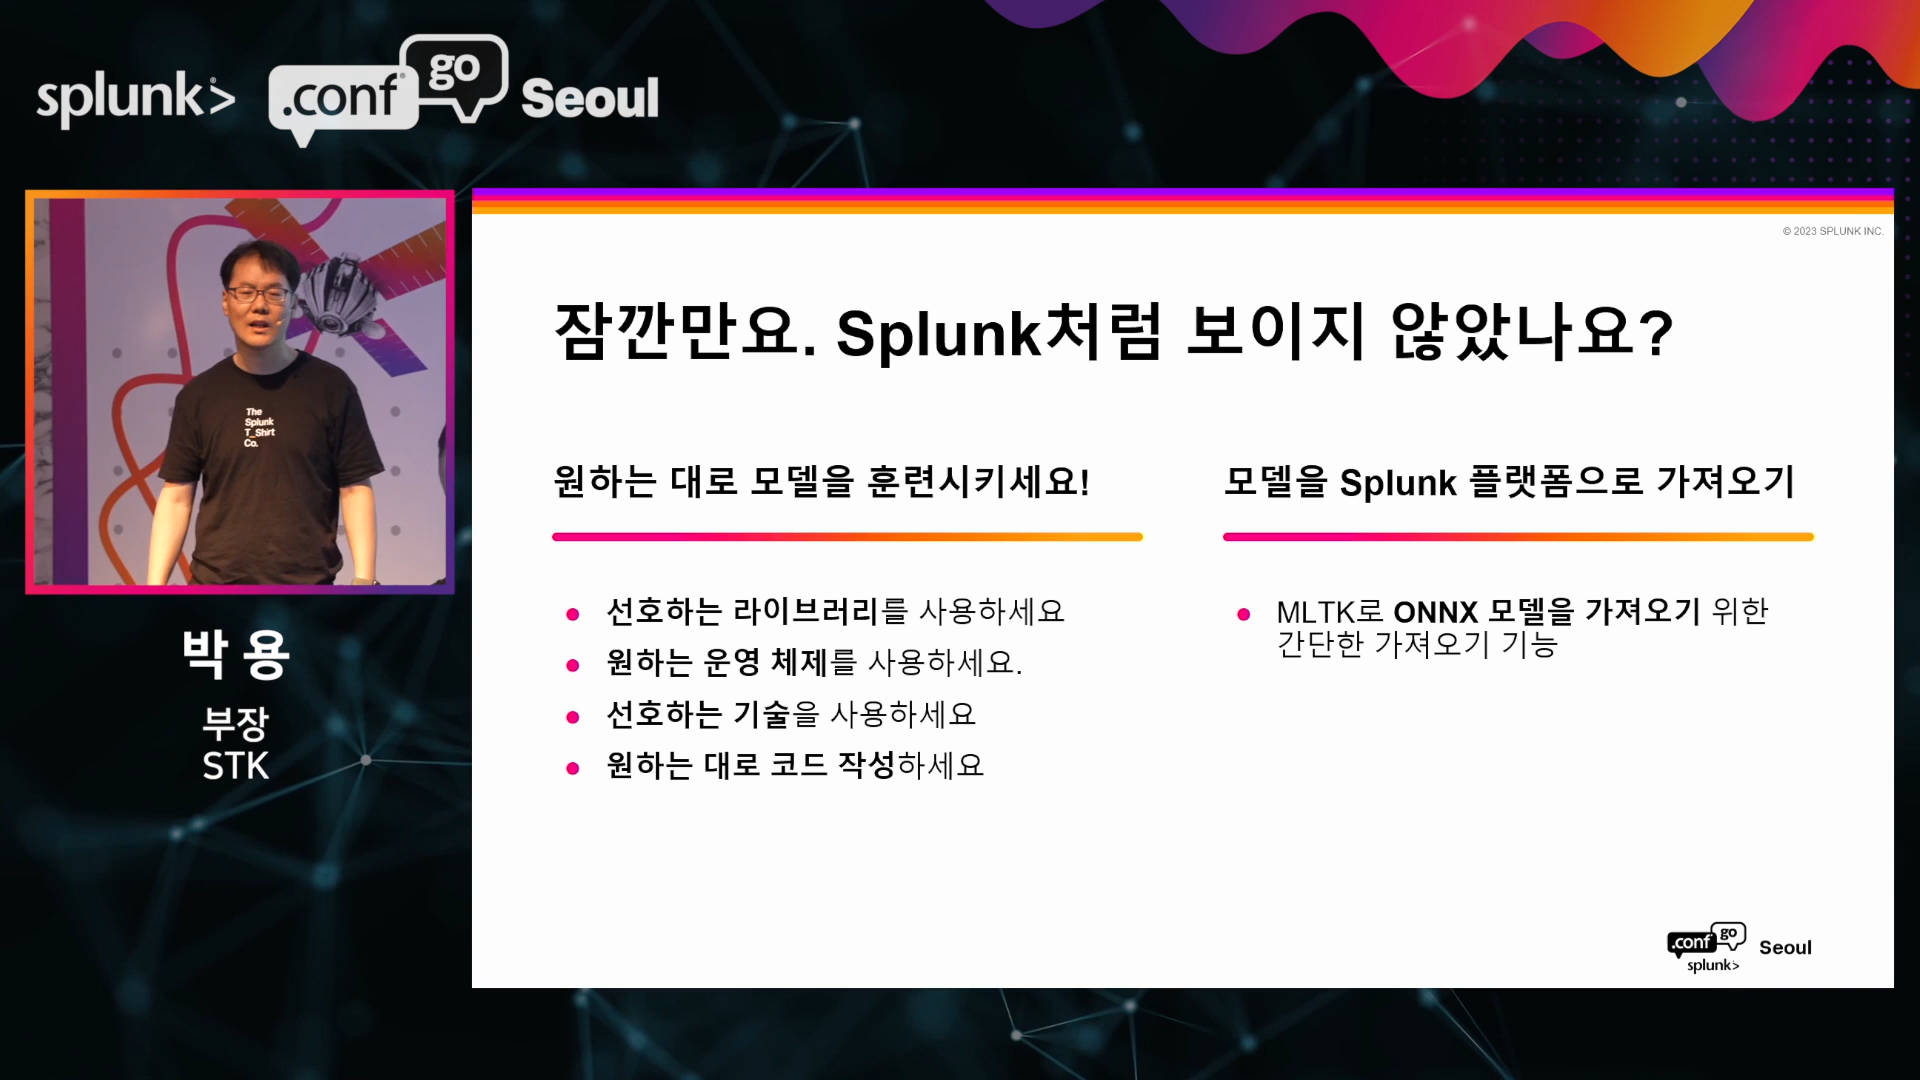 splunk>
.conf go Seoul
The
Splunk
T_Shirt
Co.
박 용
부장
STK
© 2023 SPLUNK INC.
잠깐만요. Splunk처럼 보이지 않았나요?
원하는 대로 모델을 훈련시키세요!
선호하는 라이브러리를 사용하세요
원하는 운영 체제를 사용하세요.
선호하는 기술을 사용하세요
원하는 대로 코드 작성하세요
모델을 Splunk 플랫폼으로 가져오기
MLTK로 ONNX 모델을 가져오기 위한
간단한 가져오기 기능
.conf go
splunk>
Seoul